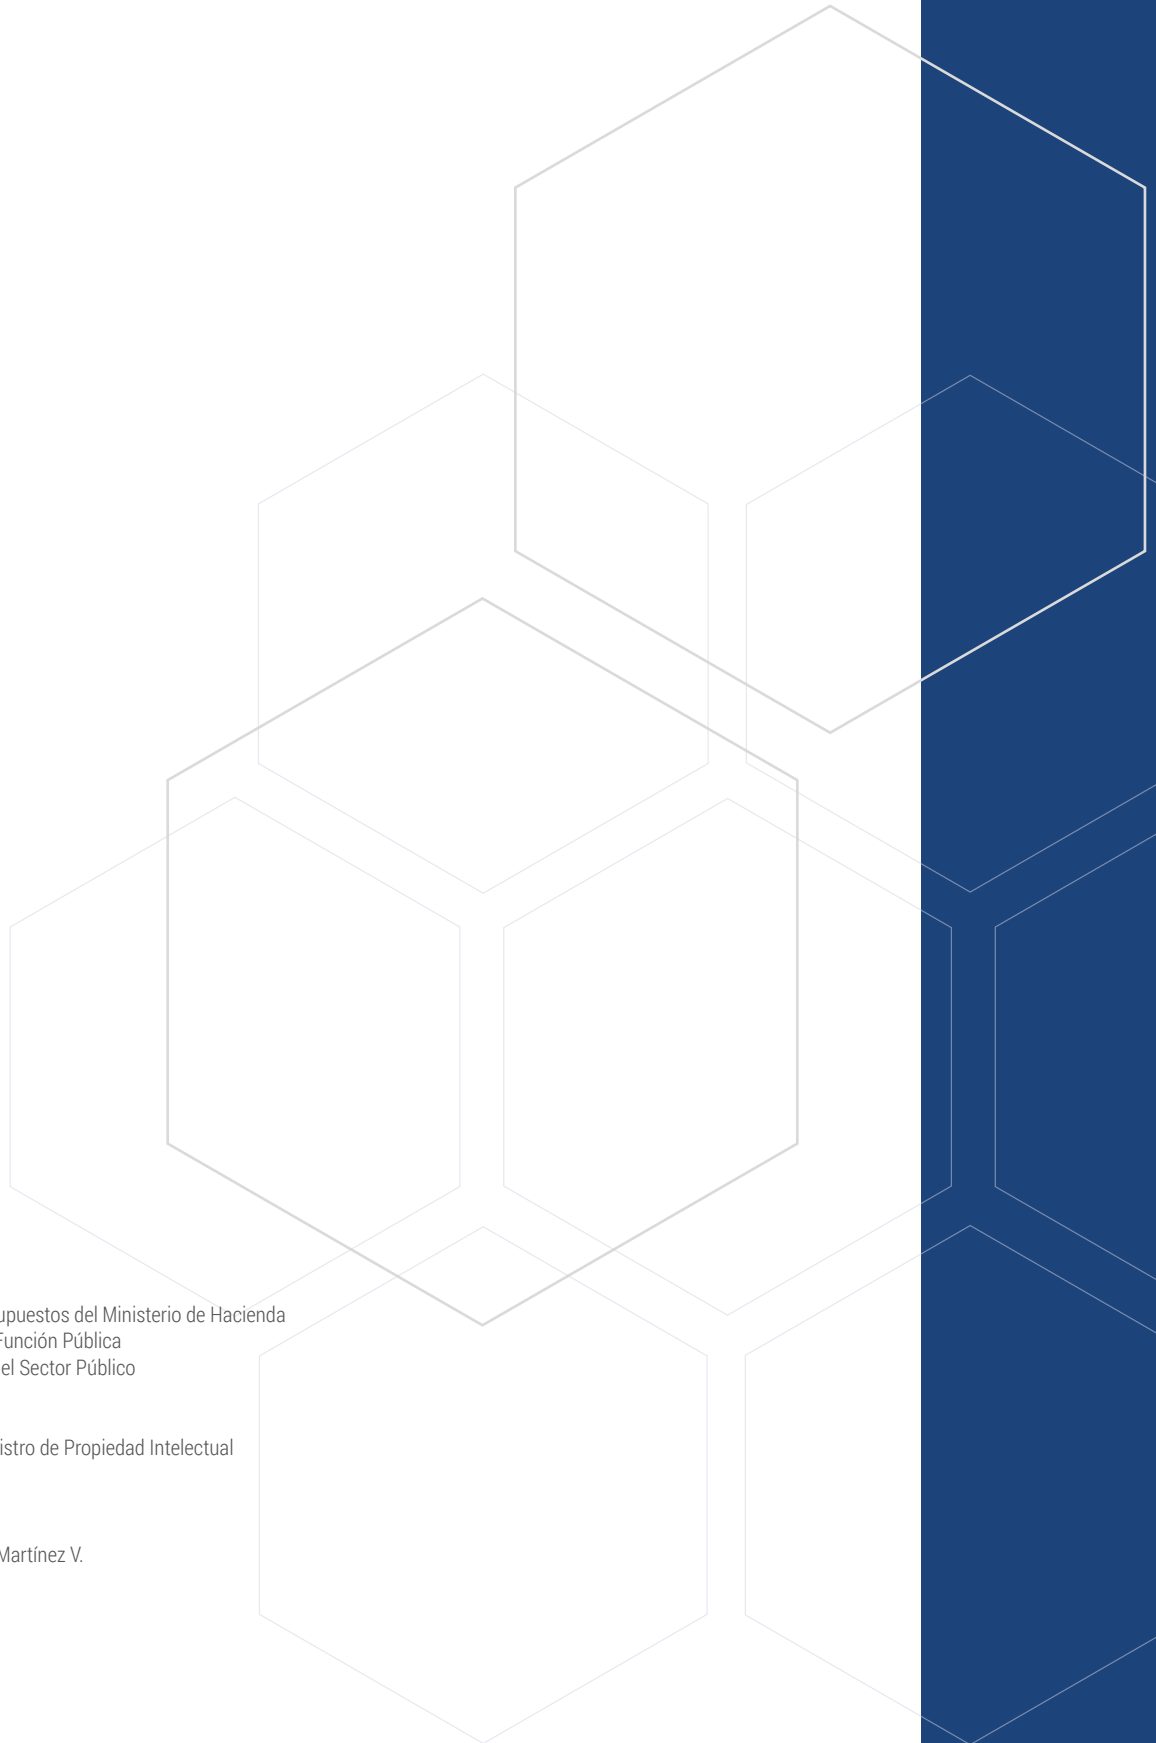 upuestos del Ministerio de Hacienda
Función Pública
el Sector Público
istro de Propiedad Intelectual
Martínez V.